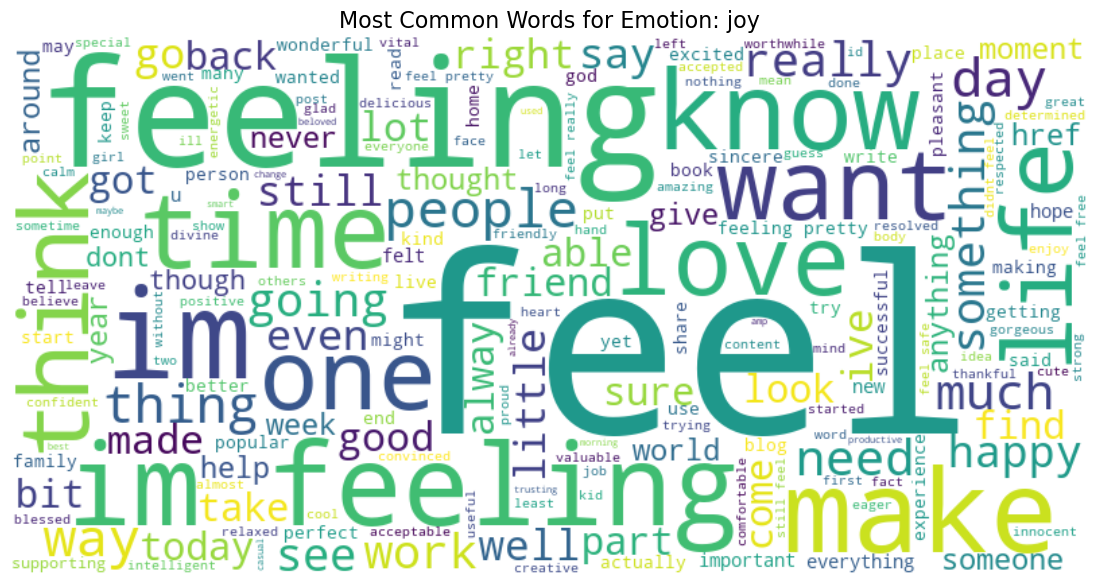 Most Common Words for Emotion: joy
may
special
go
back
wonderful
vital
right
say
left
worthwhile
id
place
moment
around
went
many
wanted
read
feel pretty
god
excited
accepted
really
nothing
mean
done
day
feeling
know
keep
sweet
energetic
post
glad
beloved
delicious
home
used
pleasant
great
determined
href
point
ill
never
lot
everyone
face
let
feel really
sincere
guess
write
something
didnt feel
respected
life
calm
girl
got
person
change
still
thought
long
book
amazing
want
think
maybe
smart
u
time
people
put
give
hope
feel free
sometime
enough
divine
show
kind
friendly
hand
feeling pretty
resolved
body
dont
felt
able
love
anything
making
enjoy
tell
leave
though
writing
live
friend
believe
year
positive
others
going
heart
try
successful
getting
gorgeous
start
without
im
even
might
feel
already
yet
share
amp
content
mind
ive
feel safe
idea
said
strong
two
one
alway
little
sure
look
new
thankful
cute
confident
better
thing
week
end
proud
use
trying
started
much
find
best
made
popular
good
morning
world
blog
word
productive
family
help
convinced
valuable
job
kid
come
still feel
need
experience
happy
bit
almost
im feeling
trusting
least
comfortable
first
fact
eager
make
blessed
take
cool
useful
innocent
way
today
relaxed
perfect
acceptable
well
part
supporting
intelligent
casual
see
work
creative
actually
important
everything
someone